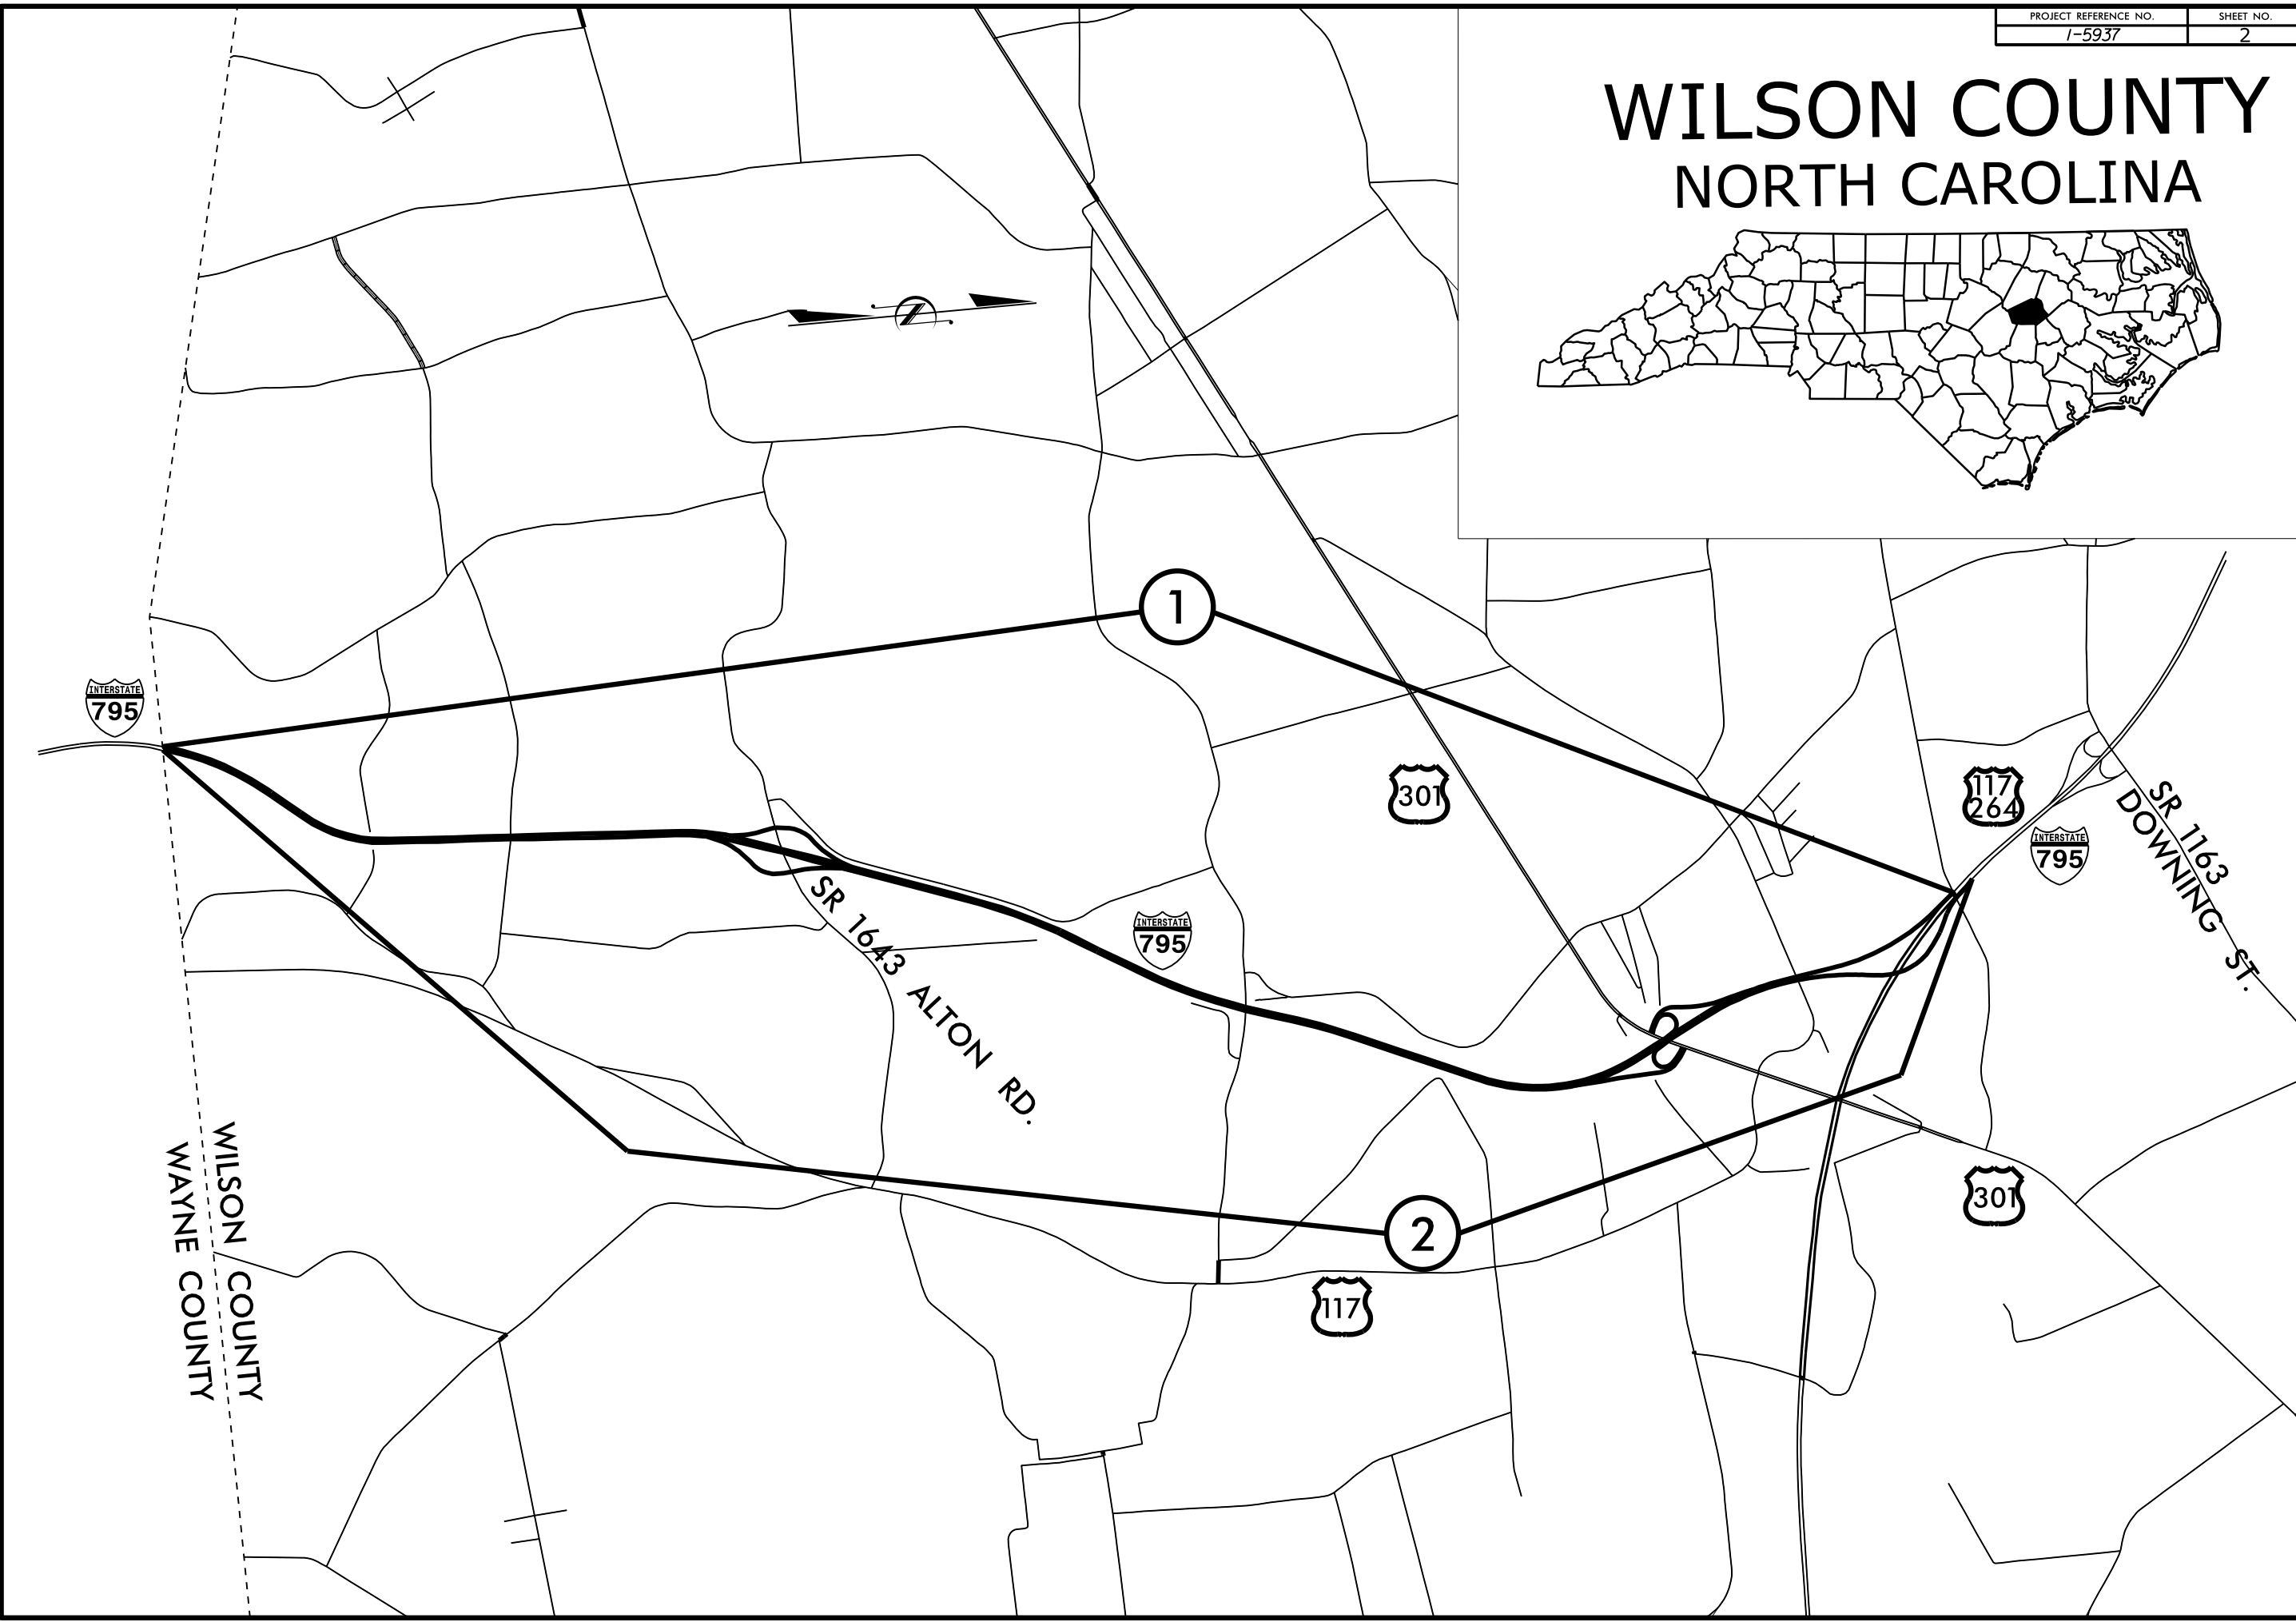 PROJECT REFERENCE NO.
SHEET NO.
I-5937
2
WILSON COUNTY
NORTH CAROLINA
Z
1
INTERSTATE
795
301
117
264
INTERSTATE
795
SR 1163
DOWNING ST.
SR 1643 ALTON RD.
INTERSTATE
795
WILSON COUNTY
WAYNE COUNTY
301
2
117